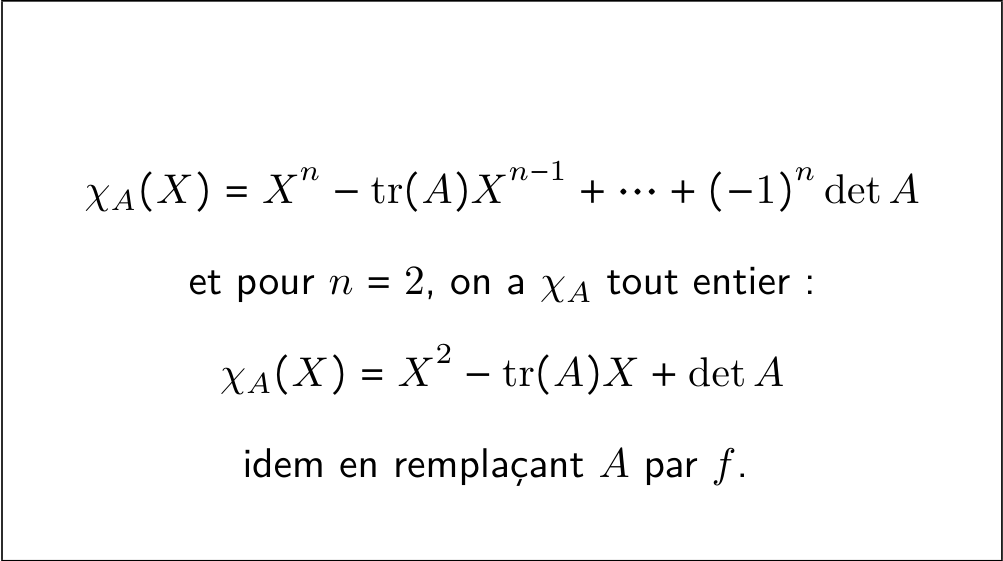 χ_A(X) = X^n − tr(A)X^{n−1} + ⋯ + (−1)^n det A
et pour n = 2, on a χ_A tout entier :
χ_A(X) = X^2 − tr(A)X + det A
idem en remplaçant A par f.